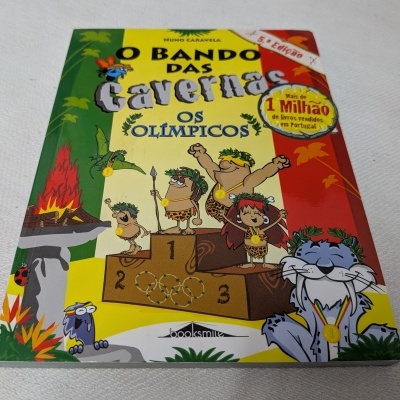 NUNO CARAVELA
5.ª Edição
O BANDO
DAS
Cavernas
OS
OLÍMPICOS
Mais de
1 Milhão
de livros vendidos
em Portugal
1
2
3
booksmile